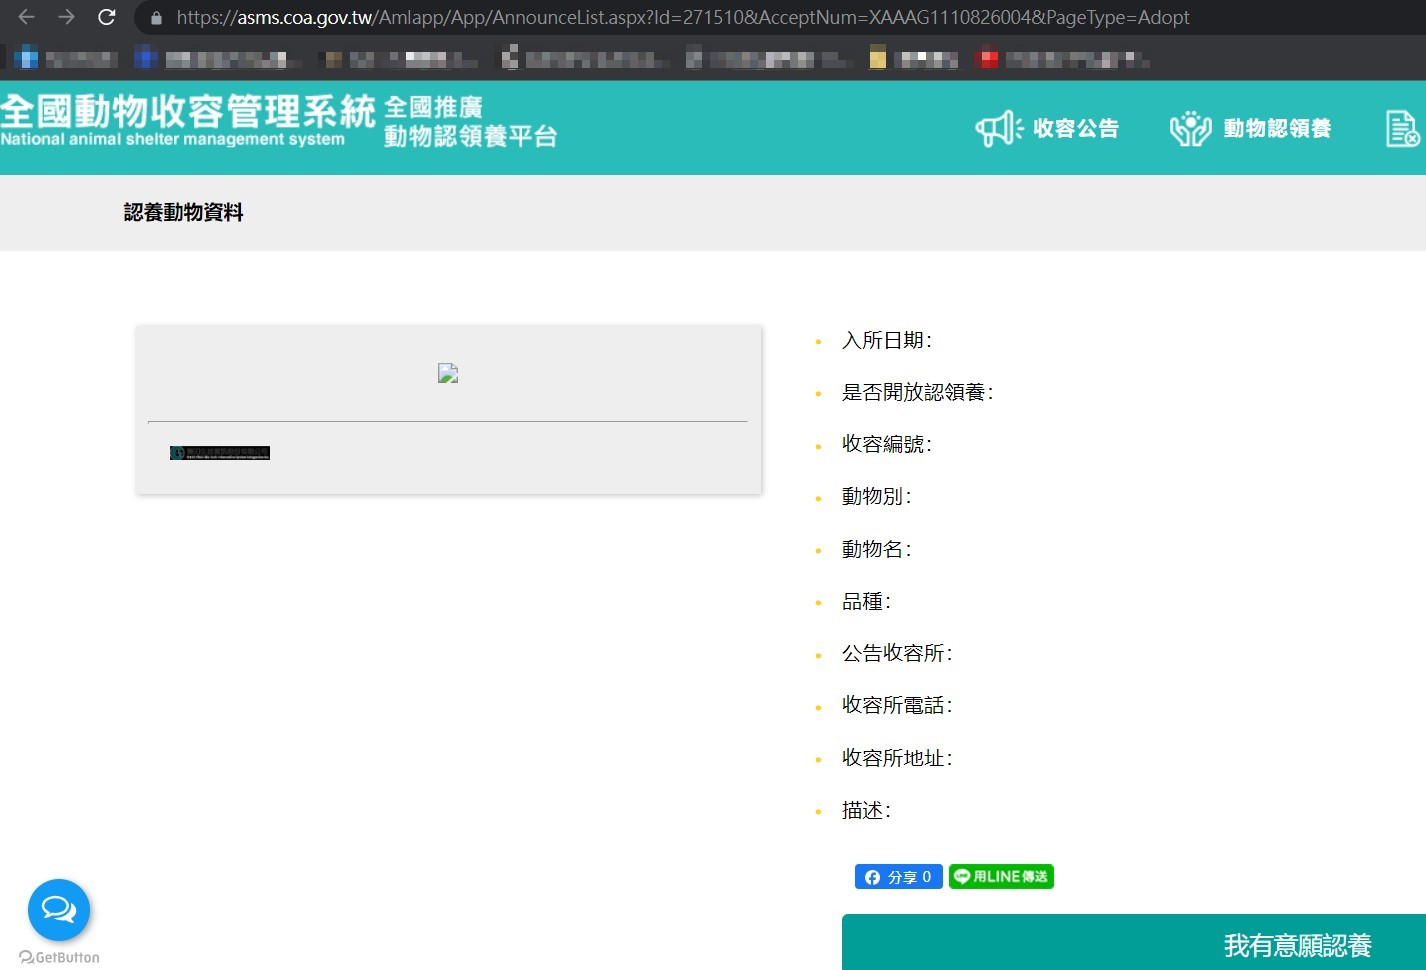 https://asms.coa.gov.tw/Amlapp/App/AnnounceList.aspx?Id=271510&AcceptNum=XAAAG1110826004&PageType=Adopt
全國動物收容管理系統
National animal shelter management system
全國推廣
動物認領養平台
收容公告
動物認領養
認養動物資料
入所日期:
是否開放認領養:
收容編號:
動物別:
動物名:
品種:
公告收容所:
收容所電話:
收容所地址:
描述:
分享 0
用LINE傳送
我有意願認養
GetButton